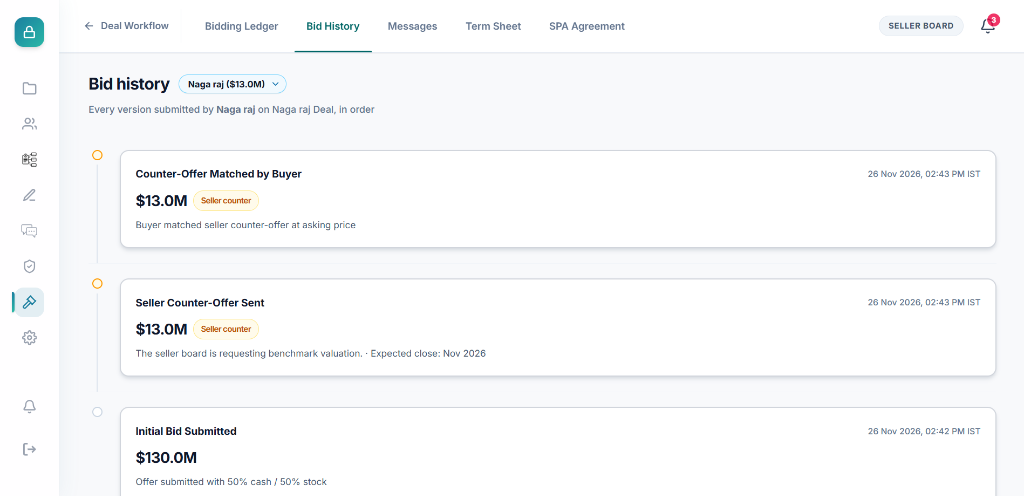 Deal Workflow
Bidding Ledger
Bid History
Messages
Term Sheet
SPA Agreement
SELLER BOARD
3
Bid history
Naga raj ($13.0M)
Every version submitted by Naga raj on Naga raj Deal, in order
Counter-Offer Matched by Buyer
26 Nov 2026, 02:43 PM IST
$13.0M
Seller counter
Buyer matched seller counter-offer at asking price
Seller Counter-Offer Sent
26 Nov 2026, 02:43 PM IST
$13.0M
Seller counter
The seller board is requesting benchmark valuation. · Expected close: Nov 2026
Initial Bid Submitted
26 Nov 2026, 02:42 PM IST
$130.0M
Offer submitted with 50% cash / 50% stock